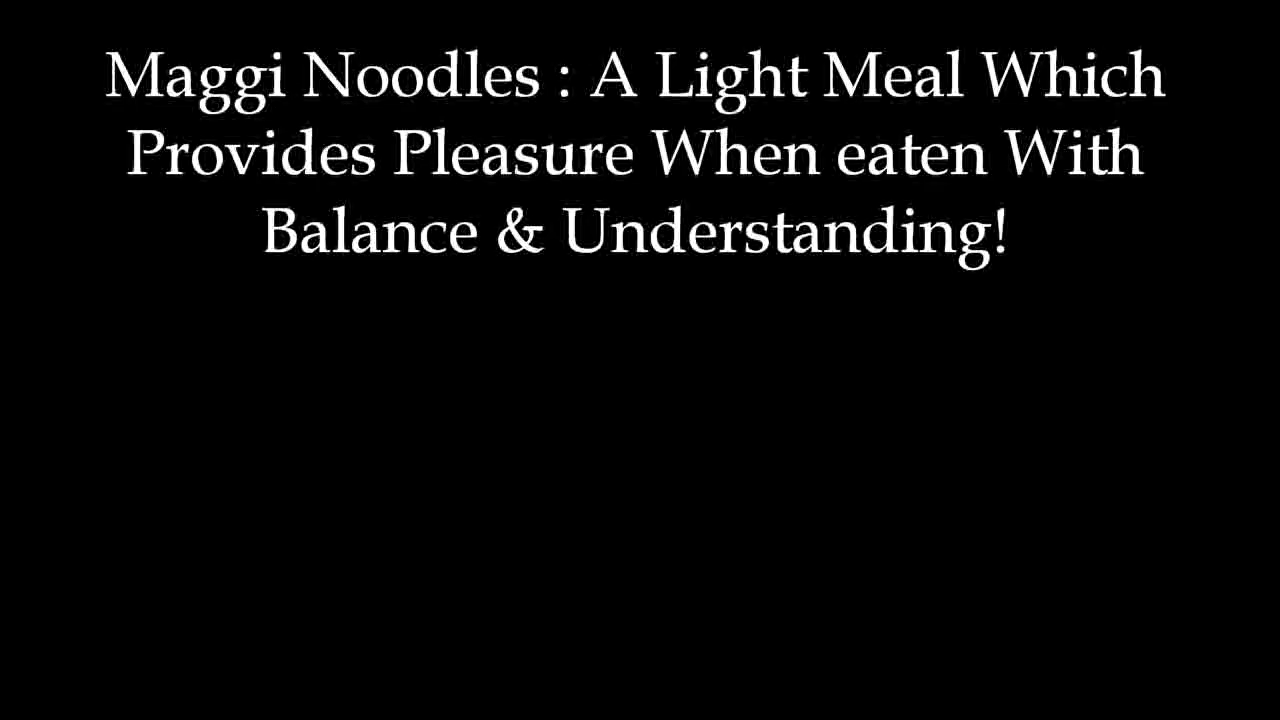 Maggi Noodles : A Light Meal Which
Provides Pleasure When eaten With
Balance & Understanding!